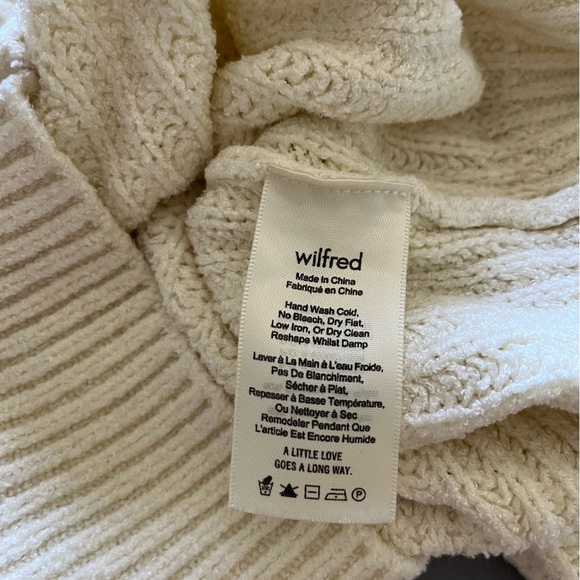 wilfred
Made in China
Fabriqué en Chine
Hand Wash Cold,
No Bleach, Dry Flat,
Low Iron, Or Dry Clean
Reshape Whilst Damp
Laver à La Main à L'eau Froide,
Pas De Blanchiment,
Sécher à Plat,
Repasser à Basse Température,
Ou Nettoyer à Sec
Remodeler Pendant Que
L'article Est Encore Humide
A LITTLE LOVE
GOES A LONG WAY.
P